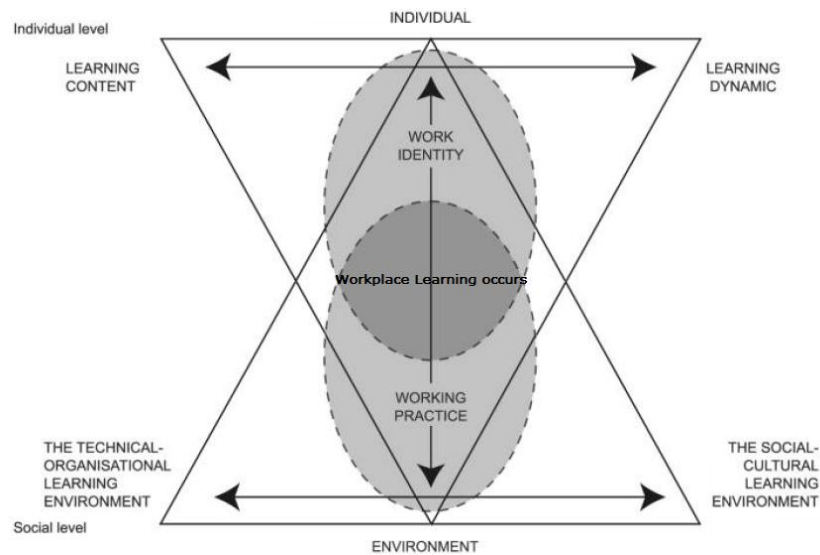 INDIVIDUAL
Individual level
LEARNING
CONTENT
LEARNING
DYNAMIC
WORK
IDENTITY
Workplace Learning occurs
WORKING
PRACTICE
THE TECHNICAL-
ORGANISATIONAL
LEARNING
ENVIRONMENT
THE SOCIAL-
CULTURAL
LEARNING
ENVIRONMENT
Social level
ENVIRONMENT